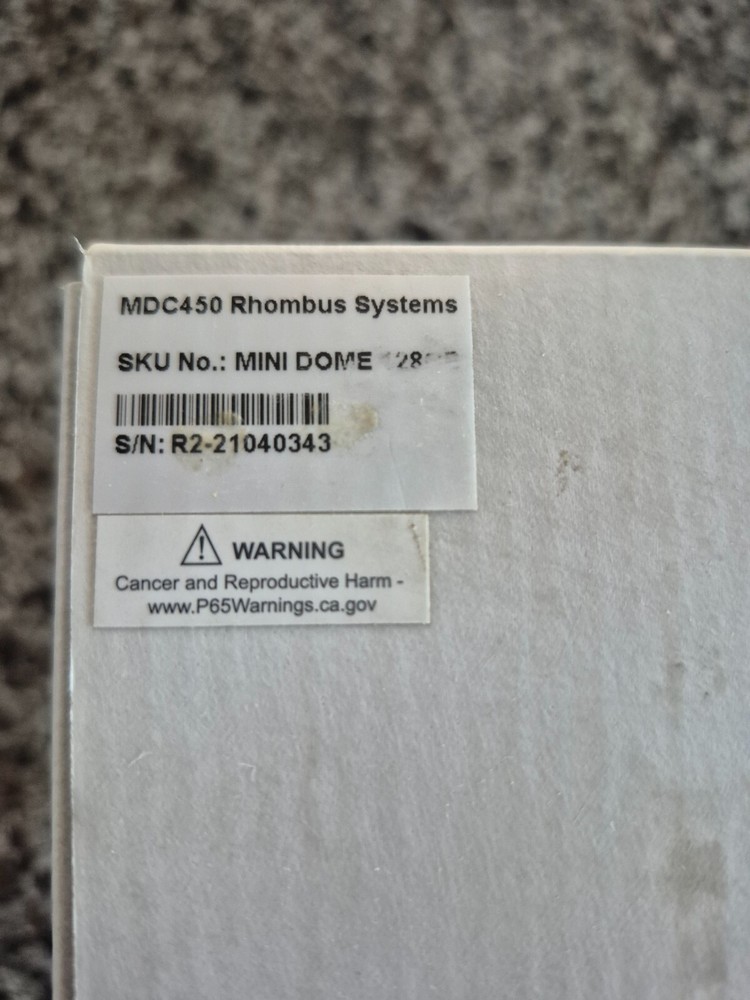 MDC450 Rhombus Systems
SKU No.: MINI DOME
S/N: R2-21040343
WARNING
Cancer and Reproductive Harm -
www.P65Warnings.ca.gov